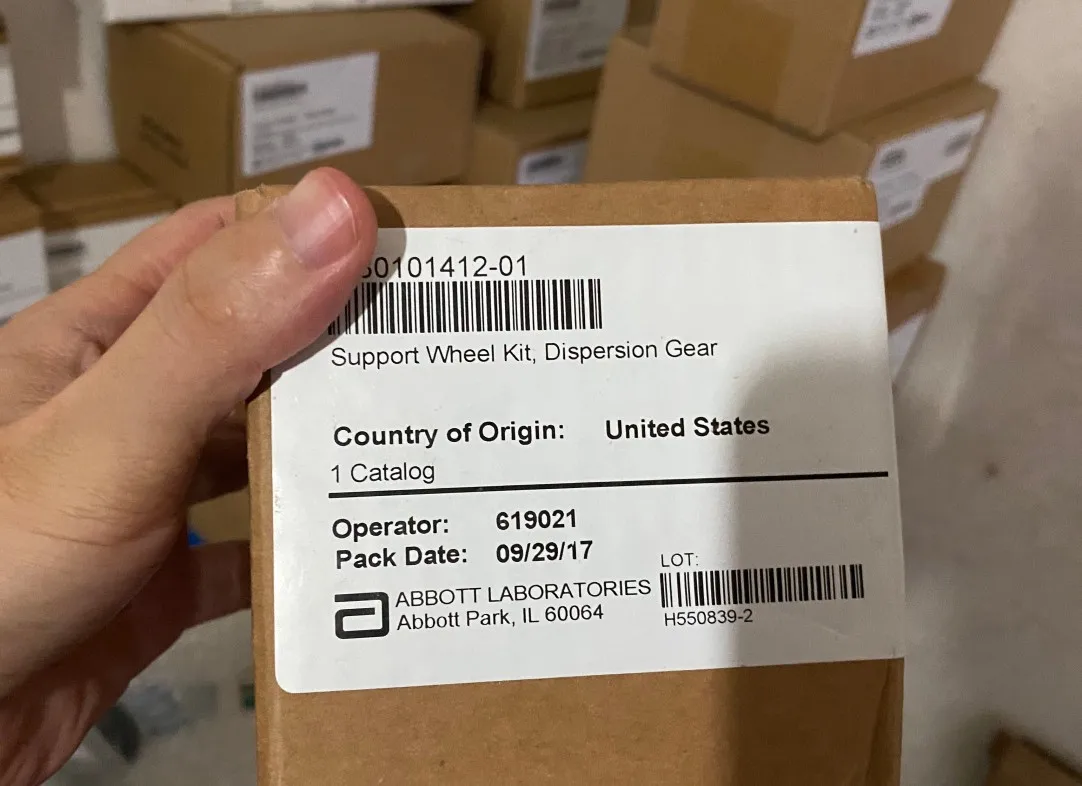 0101412-01
Support Wheel Kit, Dispersion Gear
Country of Origin: United States
1 Catalog
Operator: 619021
Pack Date: 09/29/17
ABBOTT LABORATORIES
Abbott Park, IL 60064
LOT:
H550839-2